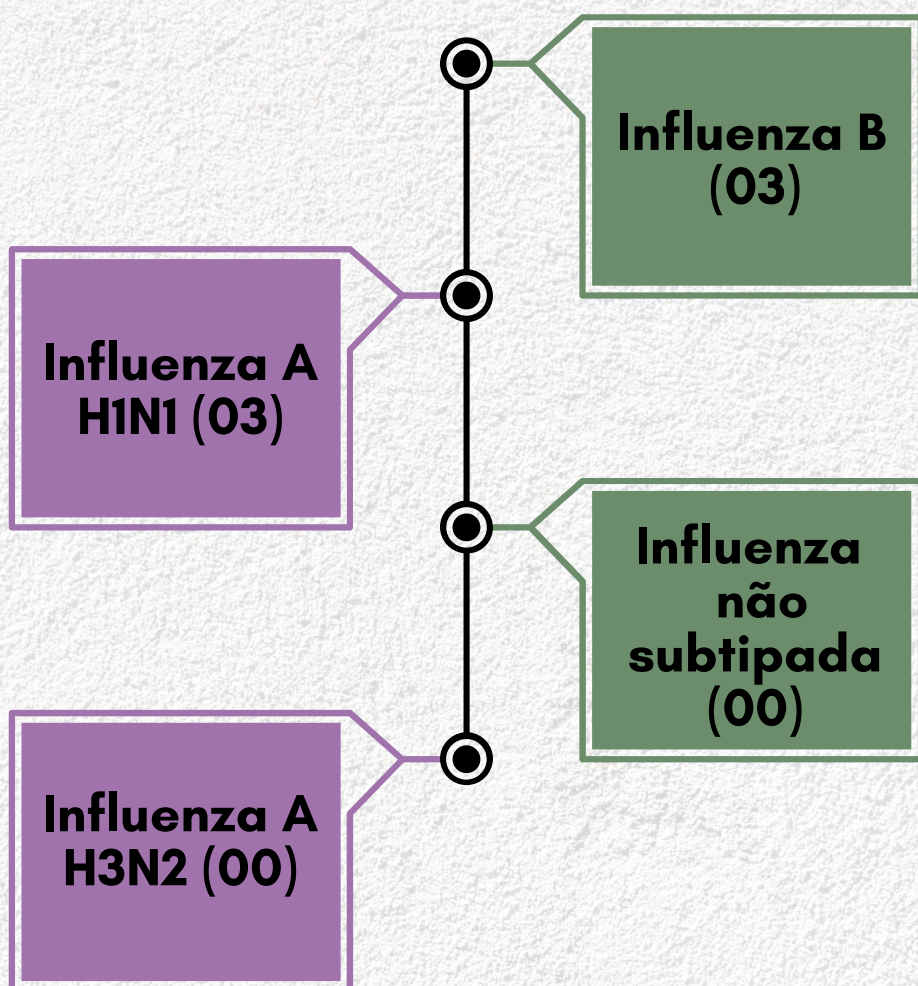 Influenza B
(03)
Influenza A
H1N1 (03)
Influenza
não
subtipada
(00)
Influenza A
H3N2 (00)